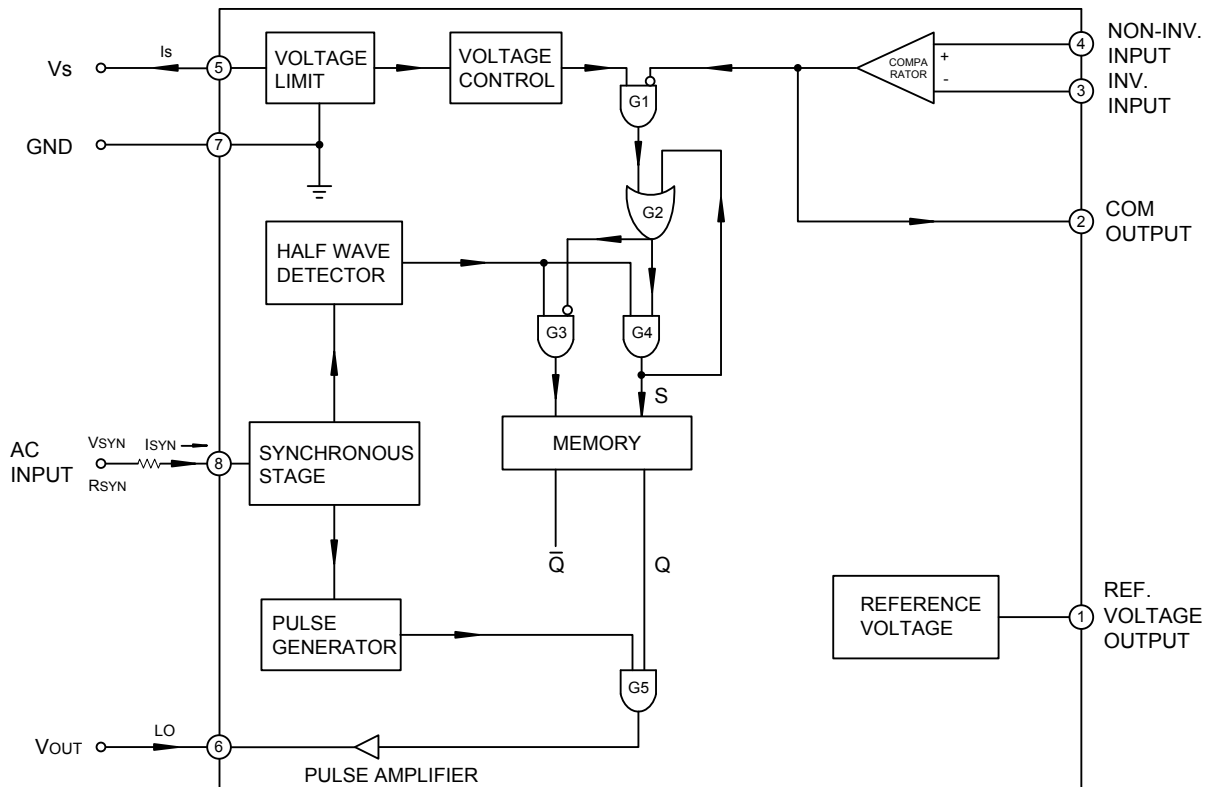 Vs
Is
5
VOLTAGE
LIMIT
VOLTAGE
CONTROL
G1
COMPA
RATOR
+
-
4
NON-INV.
INPUT
3
INV.
INPUT
GND
7
G2
2
COM
OUTPUT
HALF WAVE
DETECTOR
G3
G4
S
AC
INPUT
VSYN
ISYN
RSYN
8
SYNCHRONOUS
STAGE
MEMORY
Q̅
Q
PULSE
GENERATOR
REFERENCE
VOLTAGE
1
REF.
VOLTAGE
OUTPUT
G5
VOUT
LO
6
PULSE AMPLIFIER